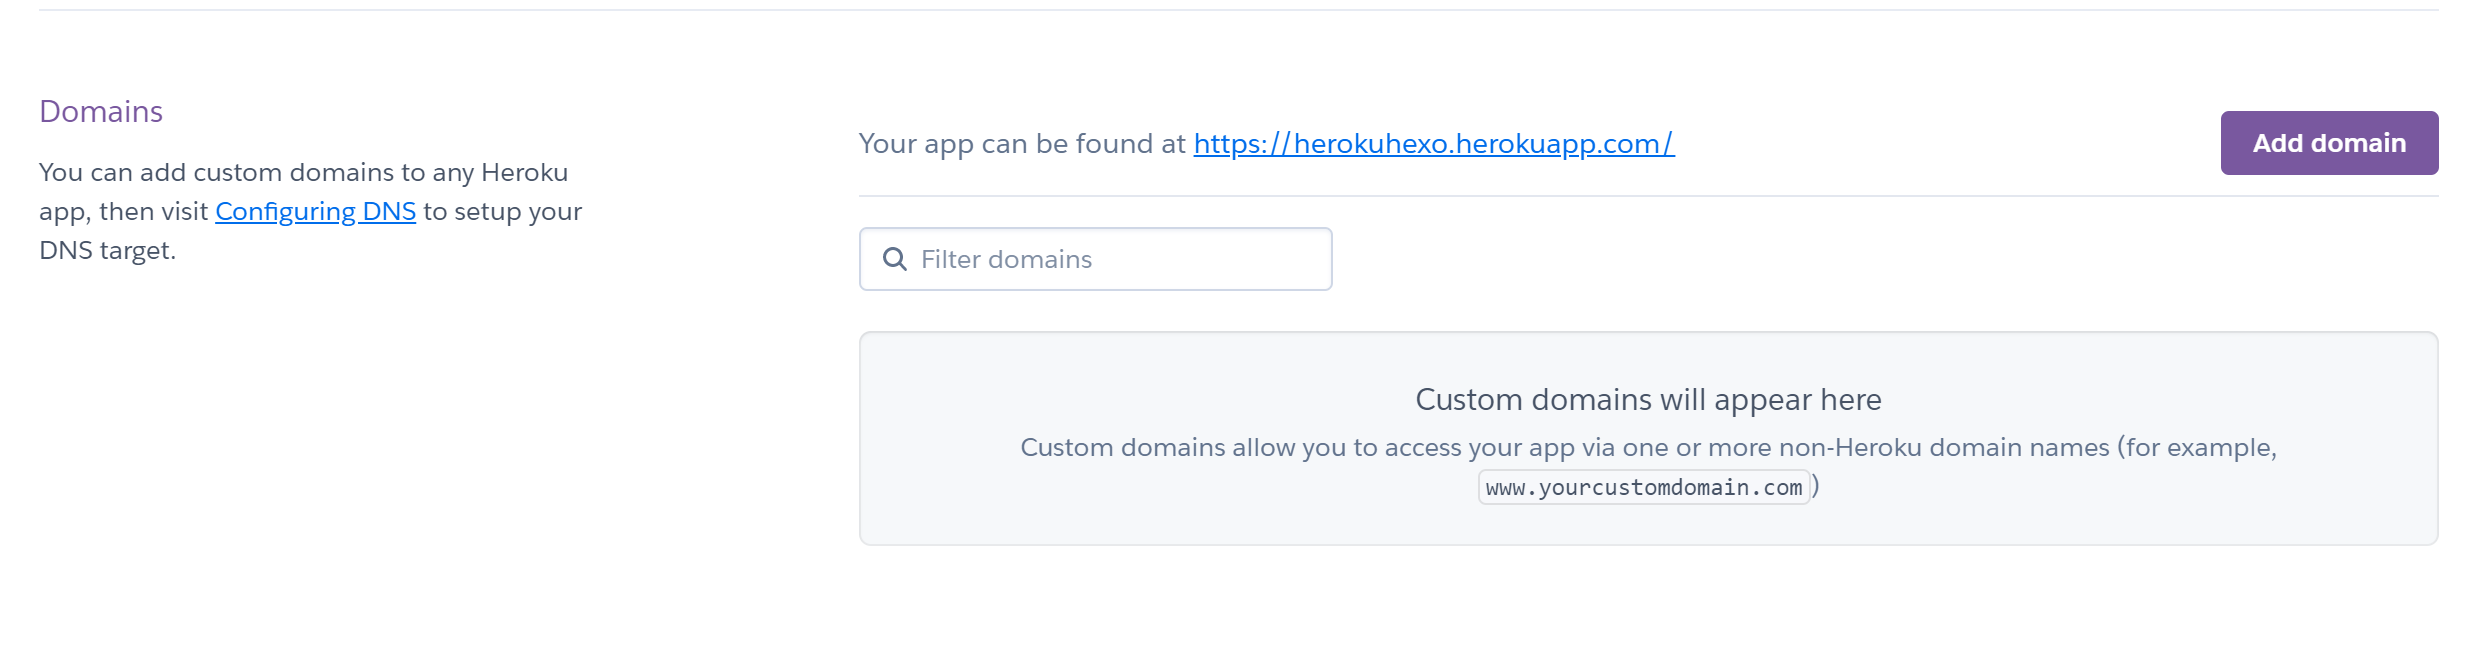 Domains
You can add custom domains to any Heroku
app, then visit Configuring DNS to setup your
DNS target.
Your app can be found at https://herokuhexo.herokuapp.com/
Add domain
Filter domains
Custom domains will appear here
Custom domains allow you to access your app via one or more non-Heroku domain names (for example,
www.yourcustomdomain.com)